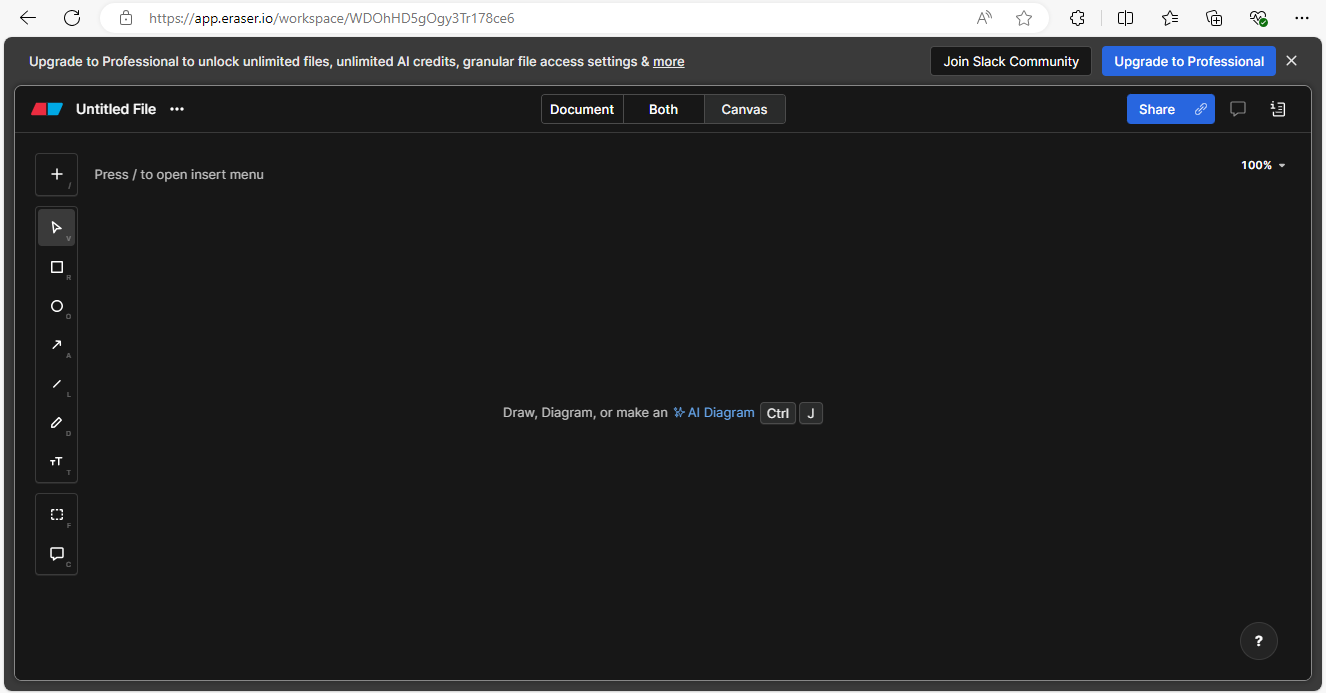 https://app.eraser.io/workspace/WDOhHD5gOgy3Tr178ce6
Upgrade to Professional to unlock unlimited files, unlimited AI credits, granular file access settings & more
Join Slack Community
Upgrade to Professional
Untitled File
Document
Both
Canvas
Share
+
/
Press / to open insert menu
100%
V
R
O
A
L
D
TT
T
F
C
Draw, Diagram, or make an AI Diagram Ctrl J
?